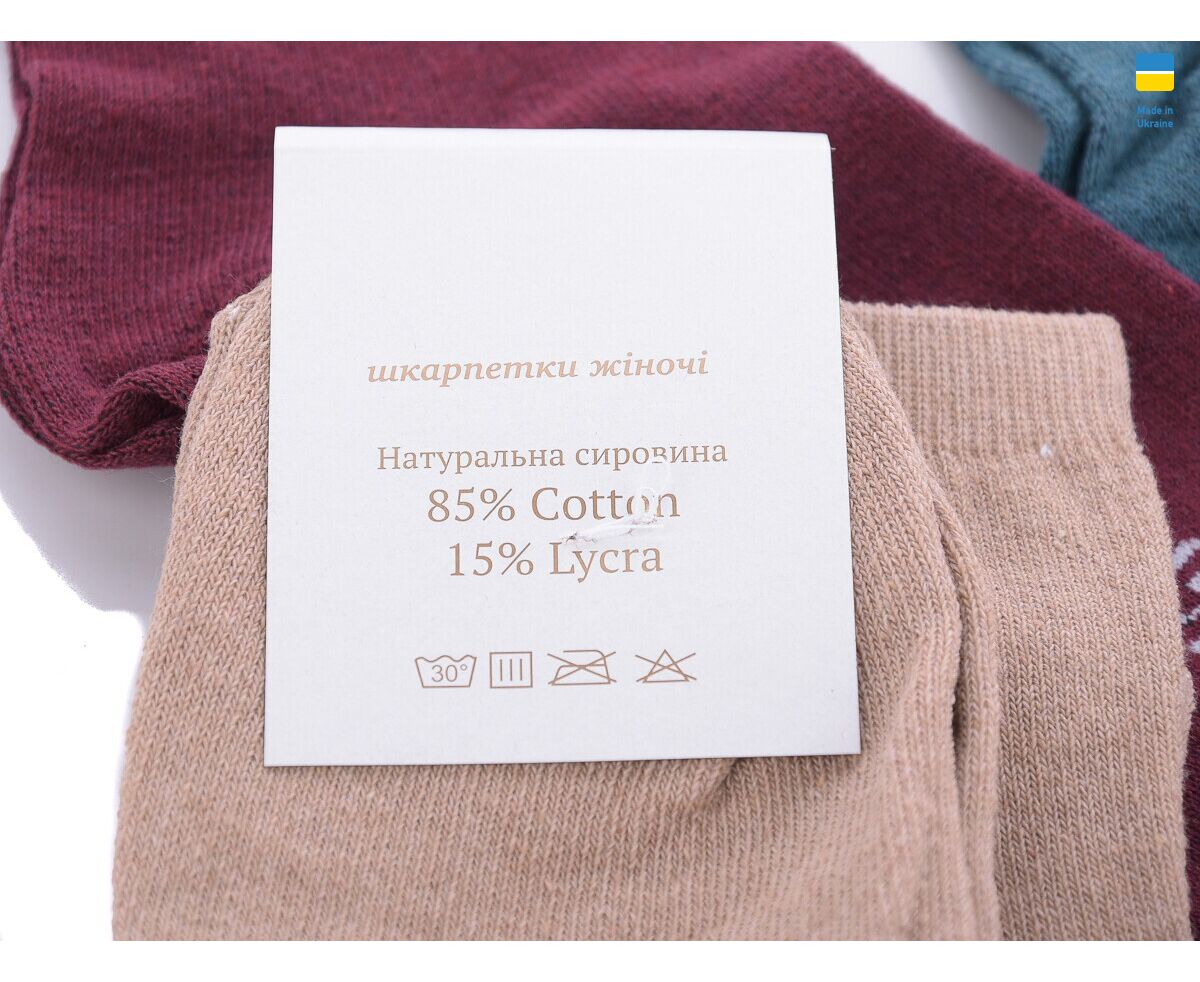 Made in
Ukraine
шкарпетки жіночі
Натуральна сировина
85% Cotton
15% Lycra
30°